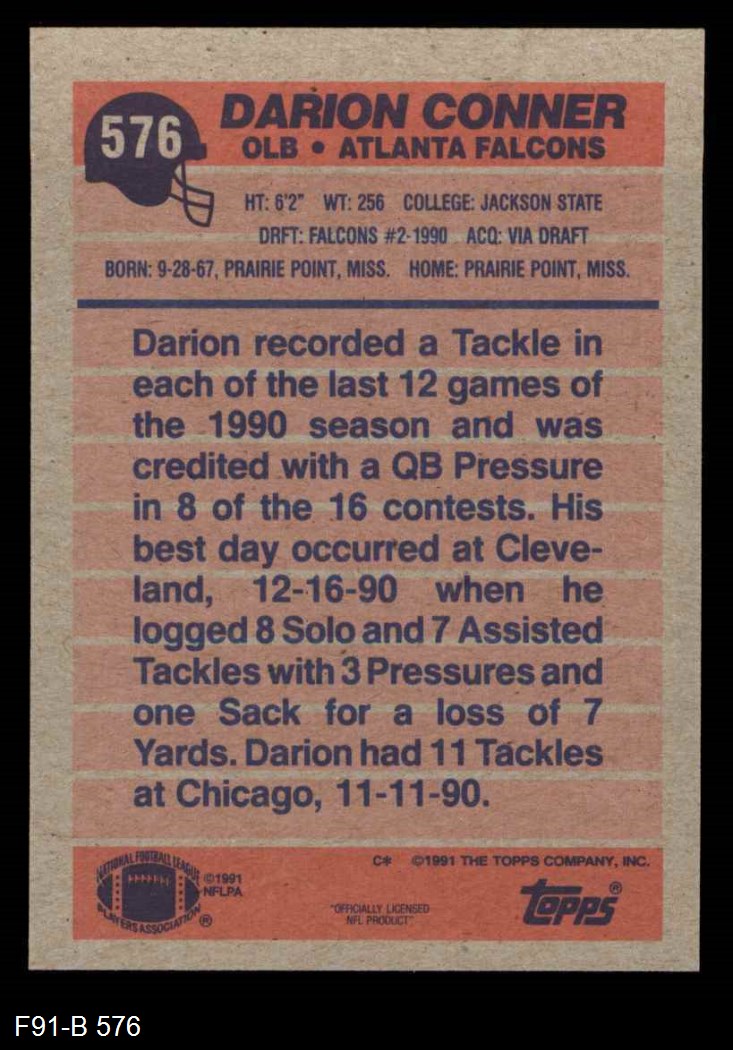 576
DARION CONNER
OLB • ATLANTA FALCONS
HT: 6'2" WT: 256 COLLEGE: JACKSON STATE
DRFT: FALCONS #2-1990 ACQ: VIA DRAFT
BORN: 9-28-67, PRAIRIE POINT, MISS. HOME: PRAIRIE POINT, MISS.
Darion recorded a Tackle in
each of the last 12 games of
the 1990 season and was
credited with a QB Pressure
in 8 of the 16 contests. His
best day occurred at Cleve-
land, 12-16-90 when he
logged 8 Solo and 7 Assisted
Tackles with 3 Pressures and
one Sack for a loss of 7
Yards. Darion had 11 Tackles
at Chicago, 11-11-90.
NATIONAL FOOTBALL LEAGUE
PLAYERS ASSOCIATION ®
©1991
NFLPA
C* ©1991 THE TOPPS COMPANY, INC.
"OFFICIALLY LICENSED
NFL PRODUCT"
TOPPS®
F91-B 576